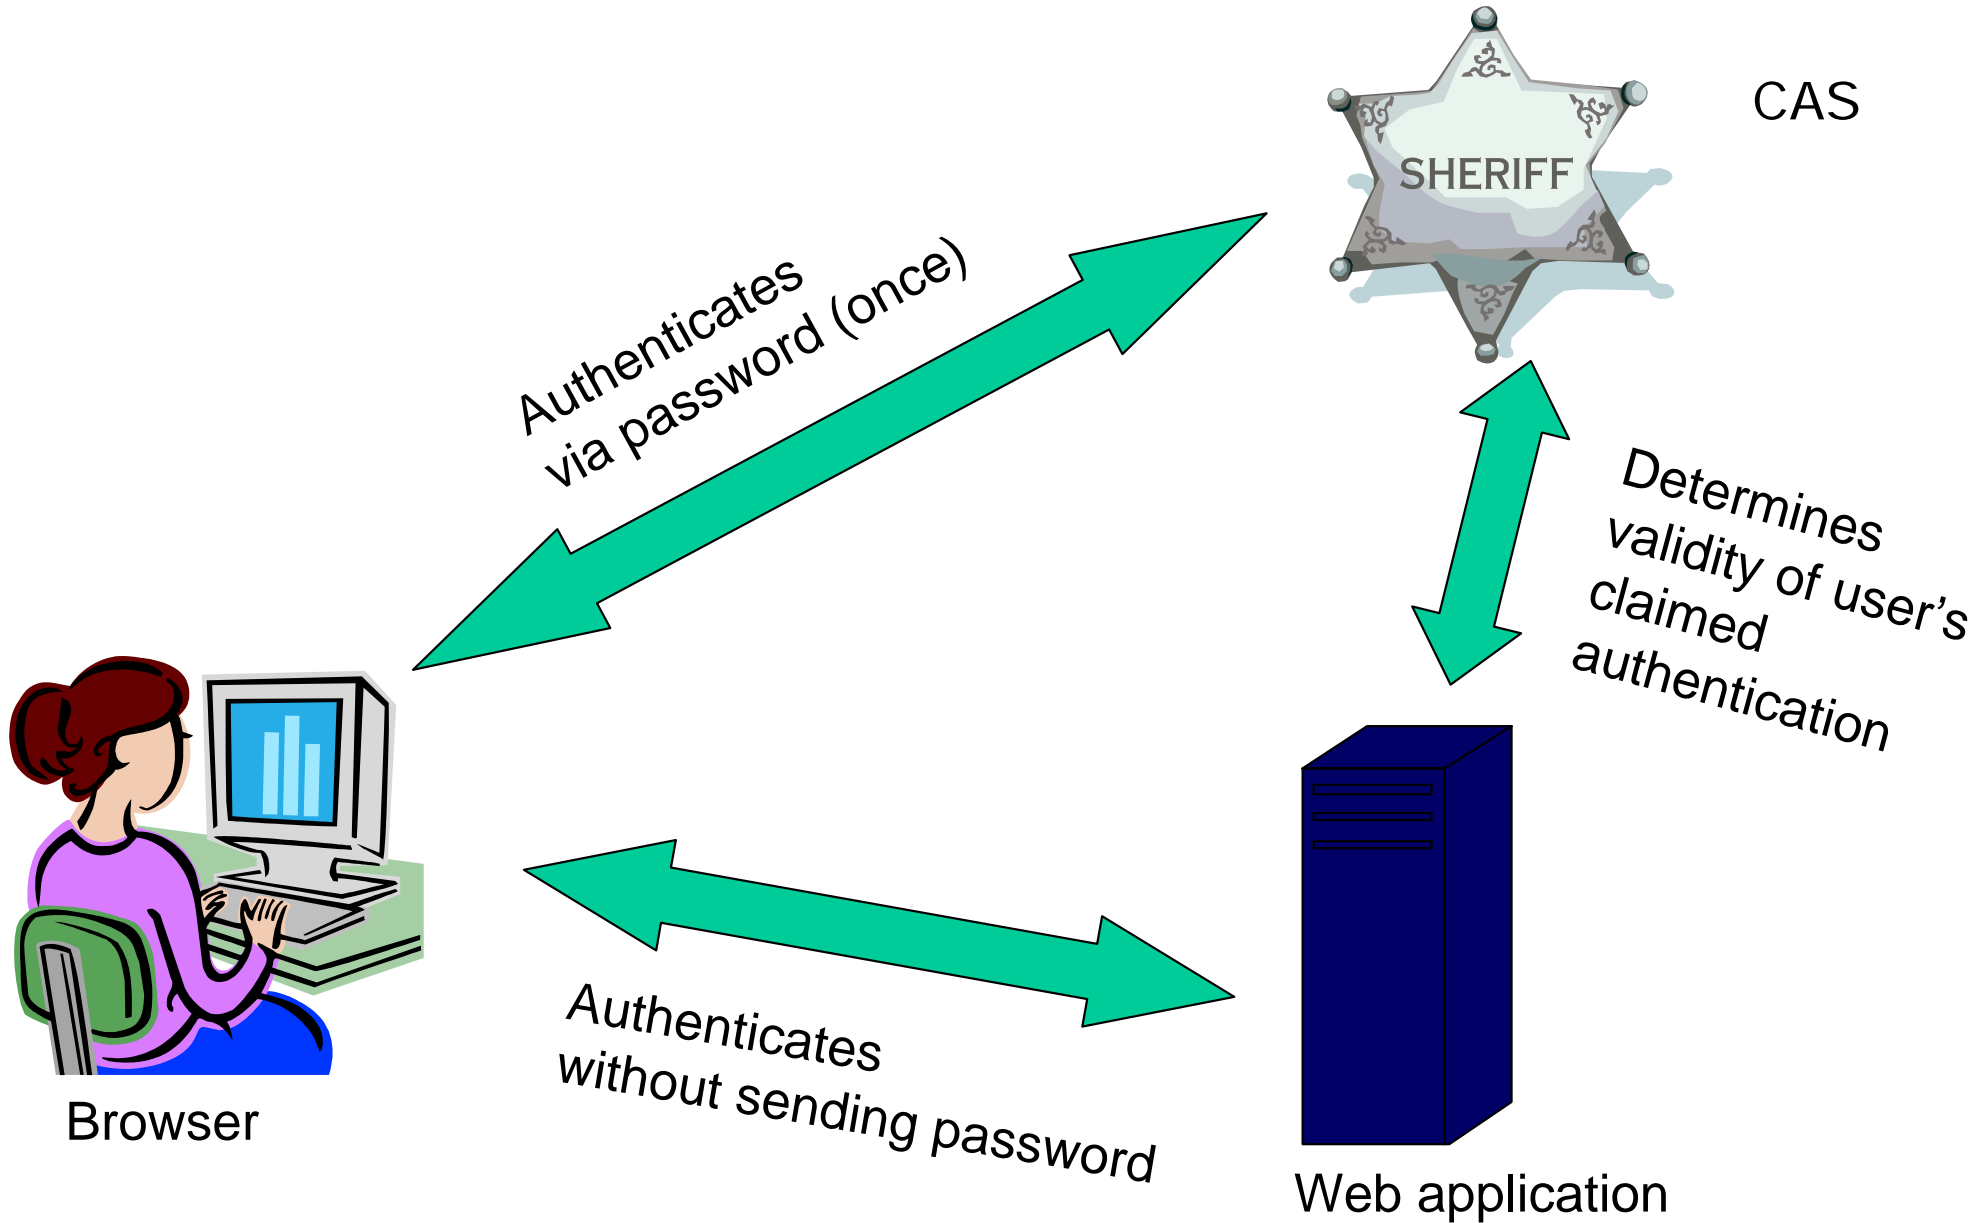 CAS
SHERIFF
Authenticates
via password (once)
Determines
validity of user’s
claimed
authentication
Authenticates
without sending password
Browser
Web application